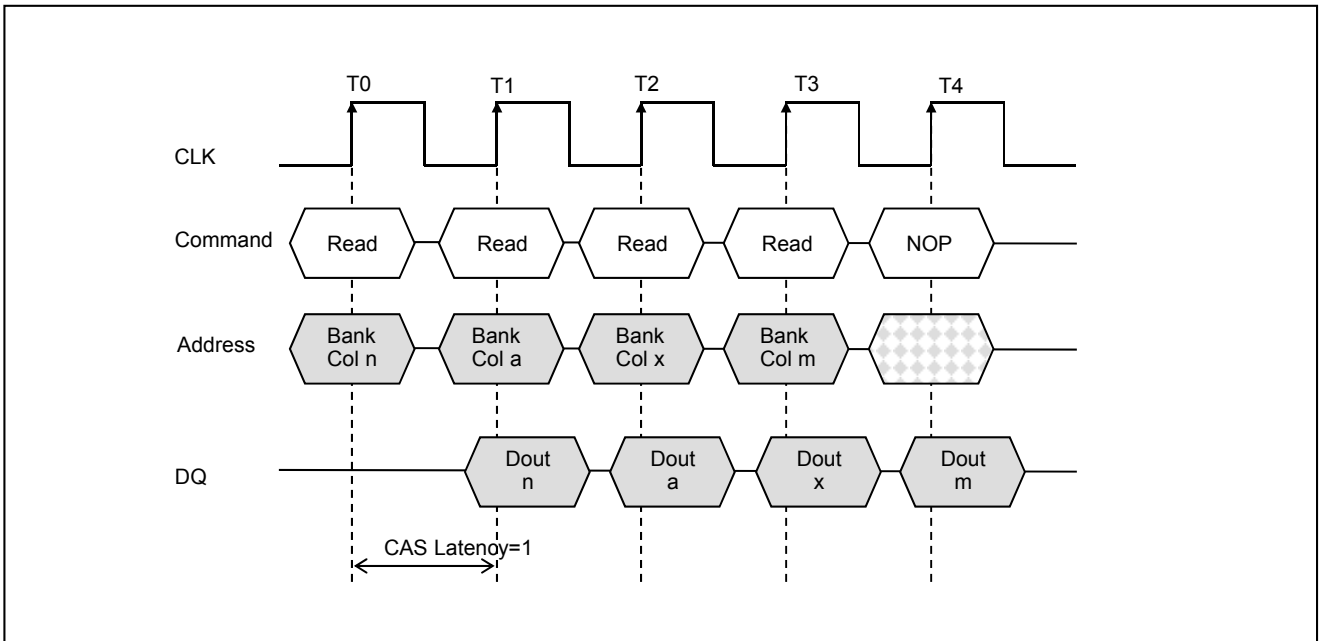 T0 T1 T2 T3 T4
CLK
Command Read Read Read Read NOP
Address
Bank Bank Bank Bank
Col n Col a Col x Col m
DQ
Dout Dout Dout Dout
n a x m
CAS Latency=1